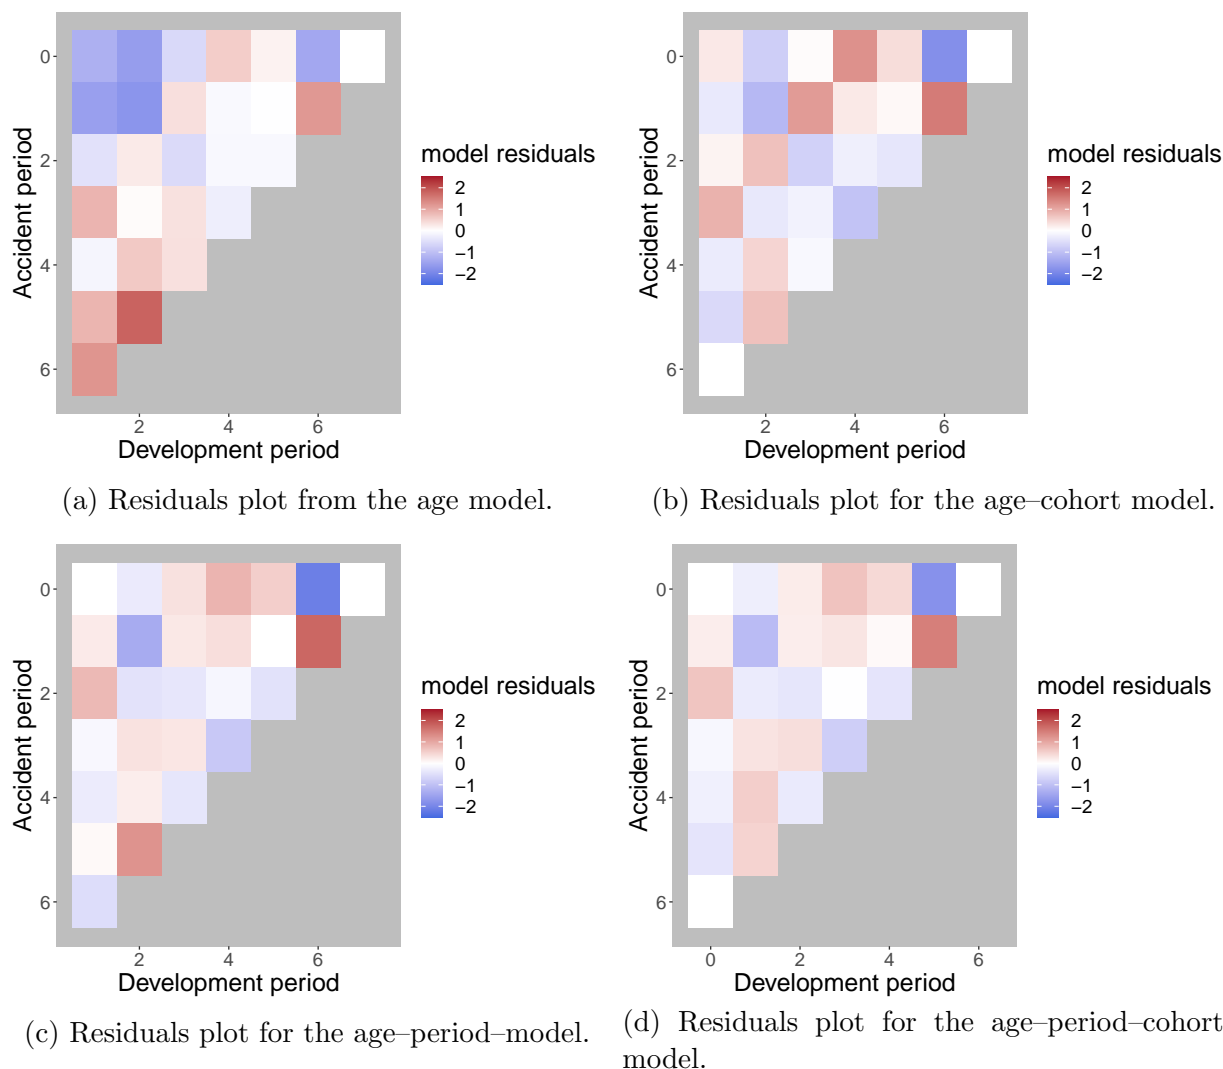 0
2
4
6
Accident period
2
4
6
Development period
model residuals
2
1
0
−1
−2
(a) Residuals plot from the age model.
0
2
4
6
Accident period
2
4
6
Development period
model residuals
2
1
0
−1
−2
(b) Residuals plot for the age–cohort model.
0
2
4
6
Accident period
2
4
6
Development period
model residuals
2
1
0
−1
−2
(c) Residuals plot for the age–period–model.
0
2
4
6
Accident period
0
2
4
6
Development period
model residuals
2
1
0
−1
−2
(d) Residuals plot for the age–period–cohort
model.